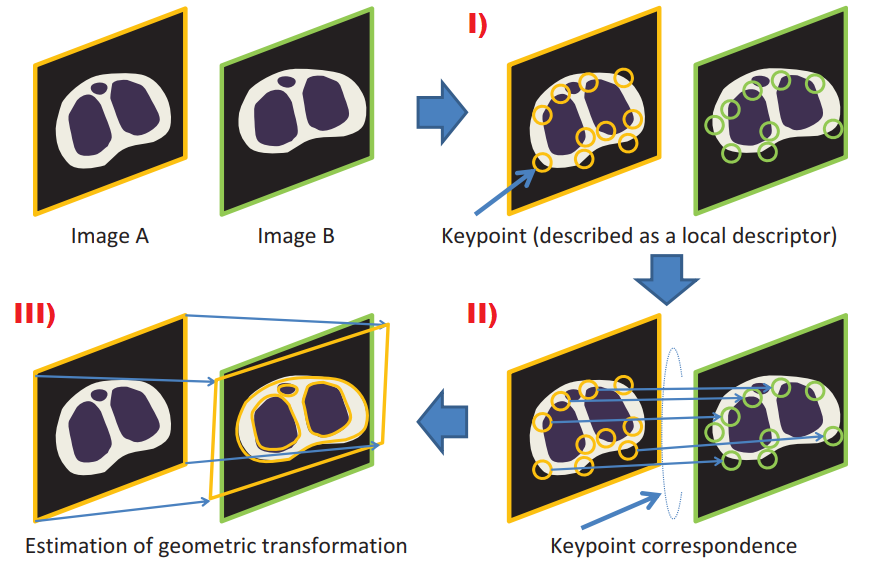 I)
Image A
Image B
Keypoint (described as a local descriptor)
III)
II)
Estimation of geometric transformation
Keypoint correspondence